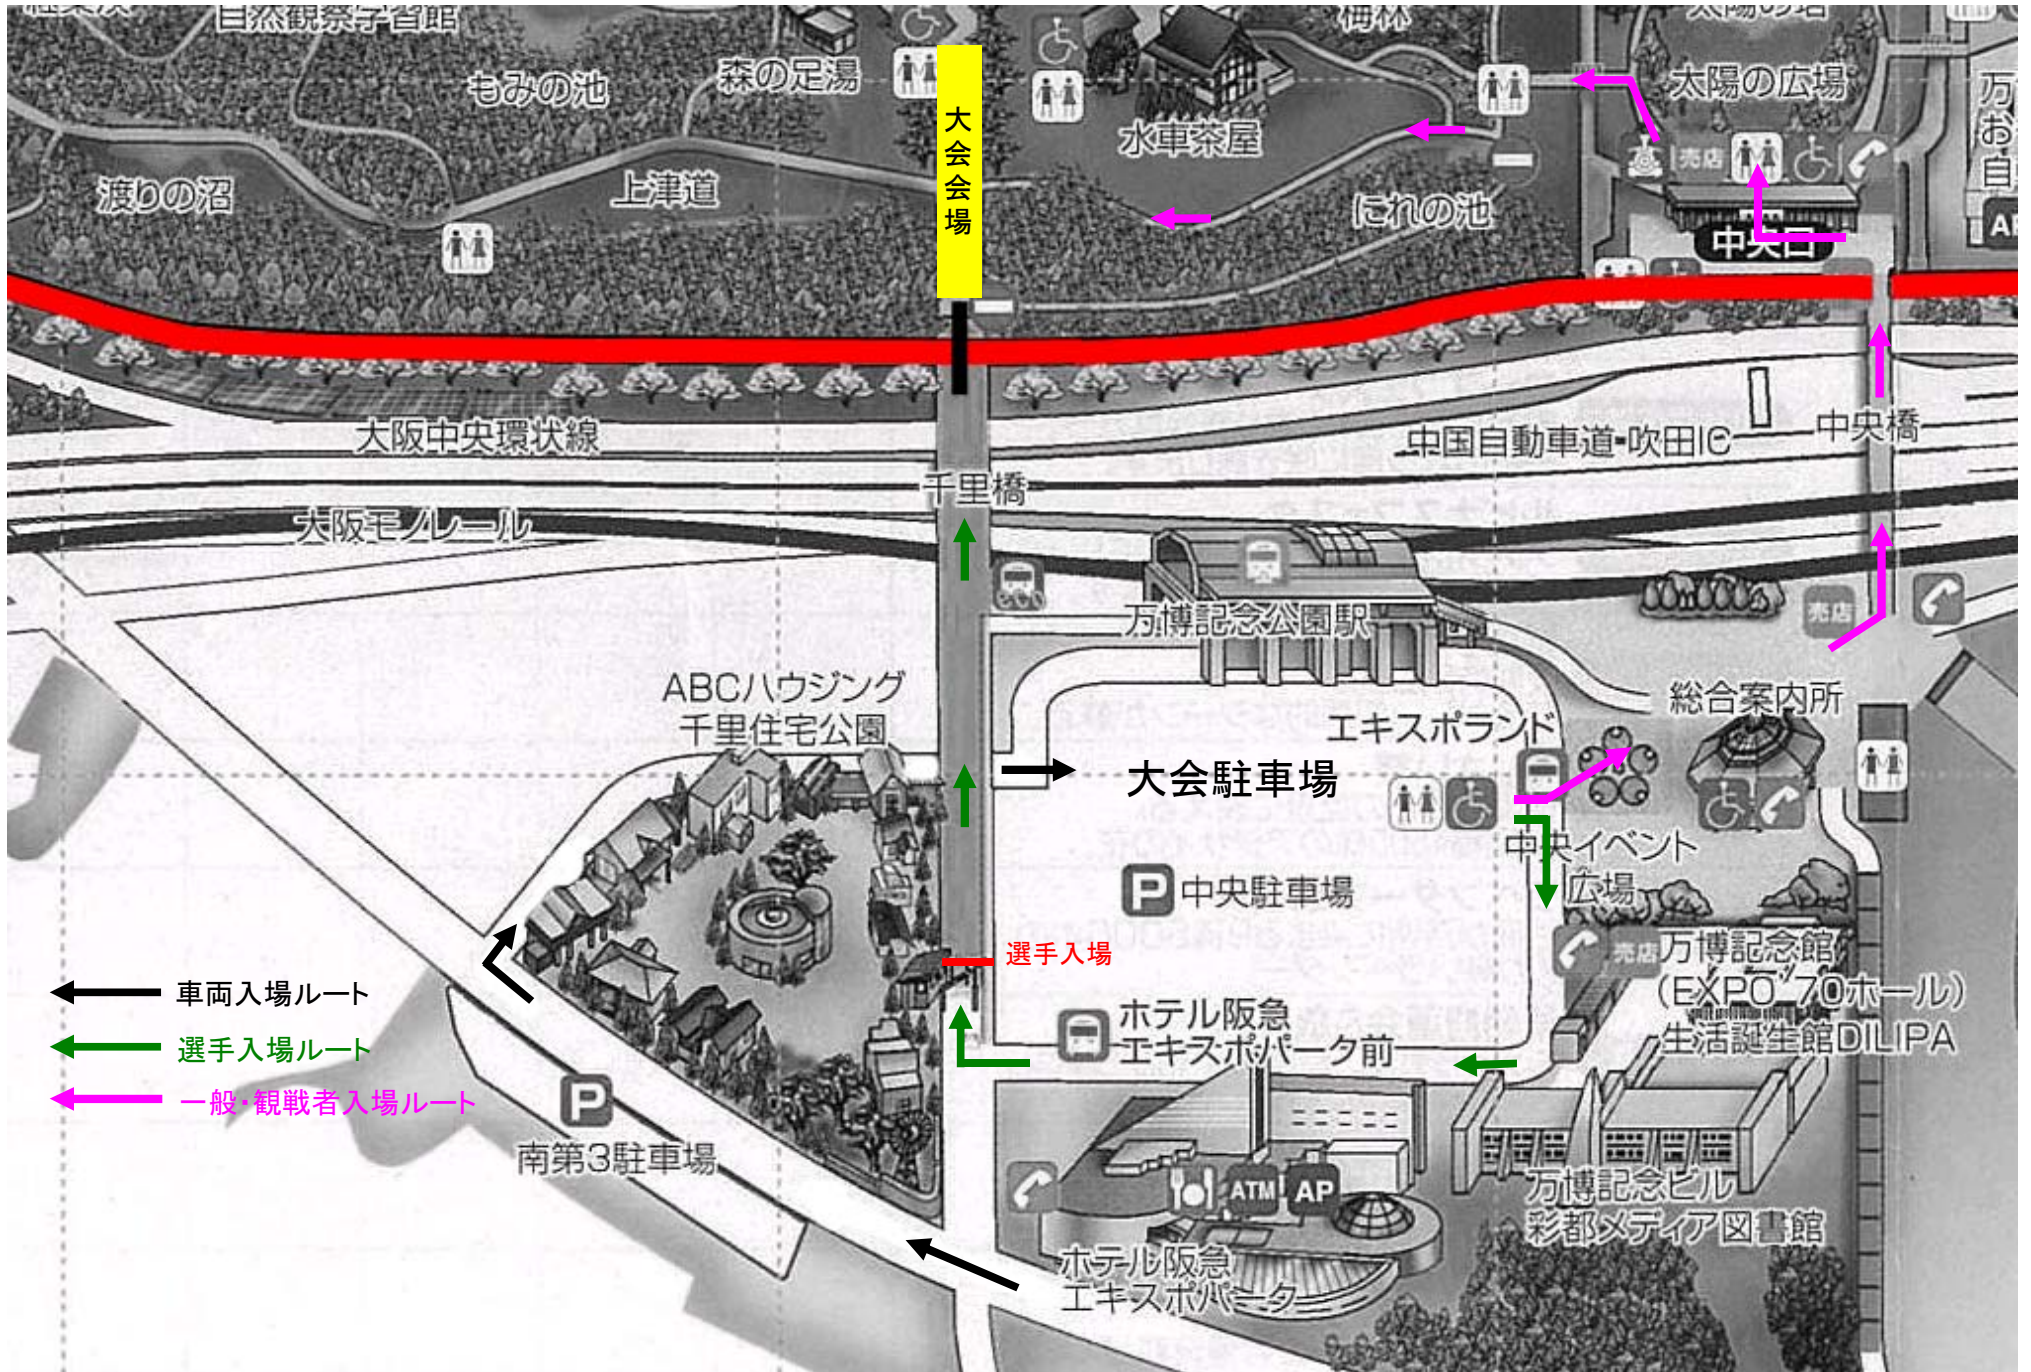 自然観察学習館
梅林
もみの池
森の足湯
太陽の広場
大会会場
水車茶屋
売店
渡りの沼
上津道
にれの池
中央口
大阪中央環状線
中国自動車道・吹田IC
中央橋
千里橋
大阪モノレール
万博記念公園駅
売店
ABCハウジング
千里住宅公園
総合案内所
エキスポランド
大会駐車場
中央イベント
広場
P 中央駐車場
選手入場
売店
万博記念館
(EXPO'70ホール)
生活誕生館DILIPA
車両入場ルート
選手入場ルート
一般・観戦者入場ルート
ホテル阪急
エキスポパーク前
P
南第3駐車場
ATM
AP
万博記念ビル
彩都メディア図書館
ホテル阪急
エキスポパーク